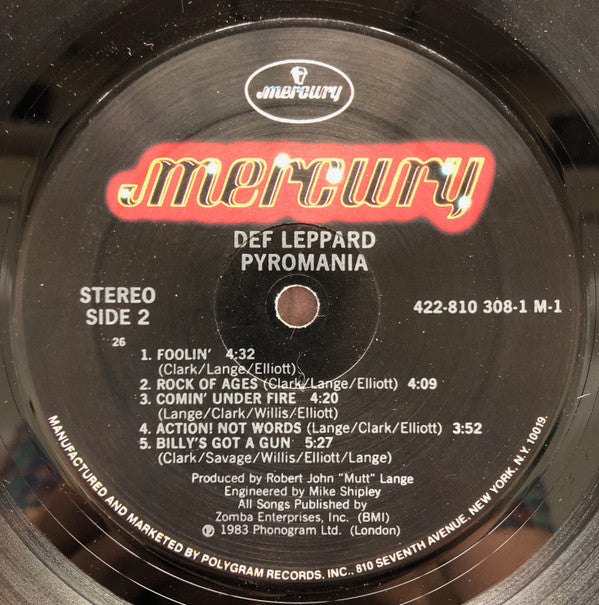 mercury
mercury
DEF LEPPARD
PYROMANIA
STEREO
SIDE 2
422-810 308-1 M-1
26
1. FOOLIN' 4:32
(Clark/Lange/Elliott)
2. ROCK OF AGES (Clark/Lange/Elliott) 4:09
3. COMIN' UNDER FIRE 4:20
(Lange/Clark/Willis/Elliott)
4. ACTION! NOT WORDS (Lange/Clark/Elliott) 3:52
5. BILLY'S GOT A GUN 5:27
(Clark/Savage/Willis/Elliott/Lange)
Produced by Robert John "Mutt" Lange
Engineered by Mike Shipley
All Songs Published by
Zomba Enterprises, Inc. (BMI)
℗ 1983 Phonogram Ltd. (London)
MANUFACTURED AND MARKETED BY POLYGRAM RECORDS, INC., 810 SEVENTH AVENUE, NEW YORK, N.Y. 10019.